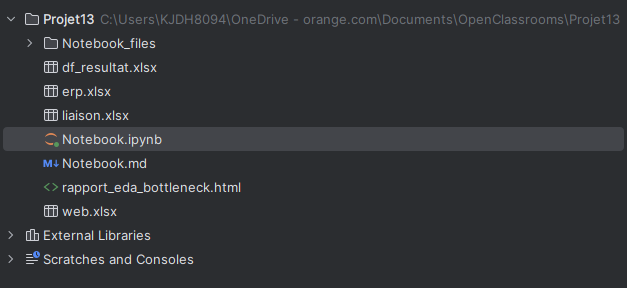 Projet13 C:\Users\KJDH8094\OneDrive - orange.com\Documents\OpenClassrooms\Projet13
Notebook_files
df_resultat.xlsx
erp.xlsx
liaison.xlsx
Notebook.ipynb
M↓ Notebook.md
<> rapport_eda_bottleneck.html
web.xlsx
External Libraries
Scratches and Consoles